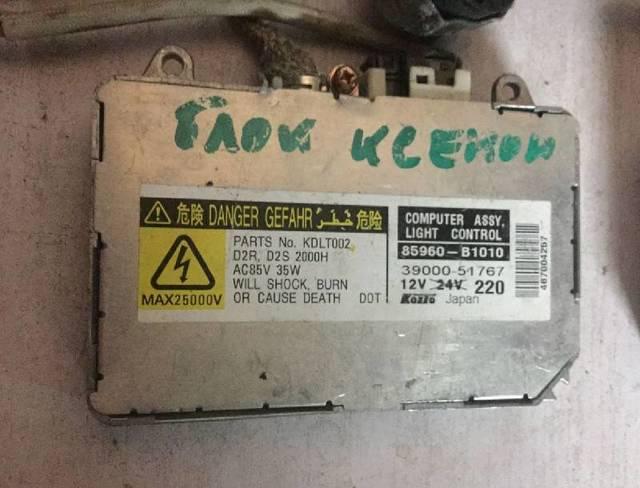 БЛОК КСЕНОН
危険 DANGER GEFAHR خَطَر 危险
PARTS No. KDLT002
D2R, D2S 2000H
AC85V 35W
WILL SHOCK, BURN
OR CAUSE DEATH DOT
MAX25000V
COMPUTER ASSY,
LIGHT CONTROL
85960-B1010
39000-51767
12V 24V 220
Koito Japan
467004257